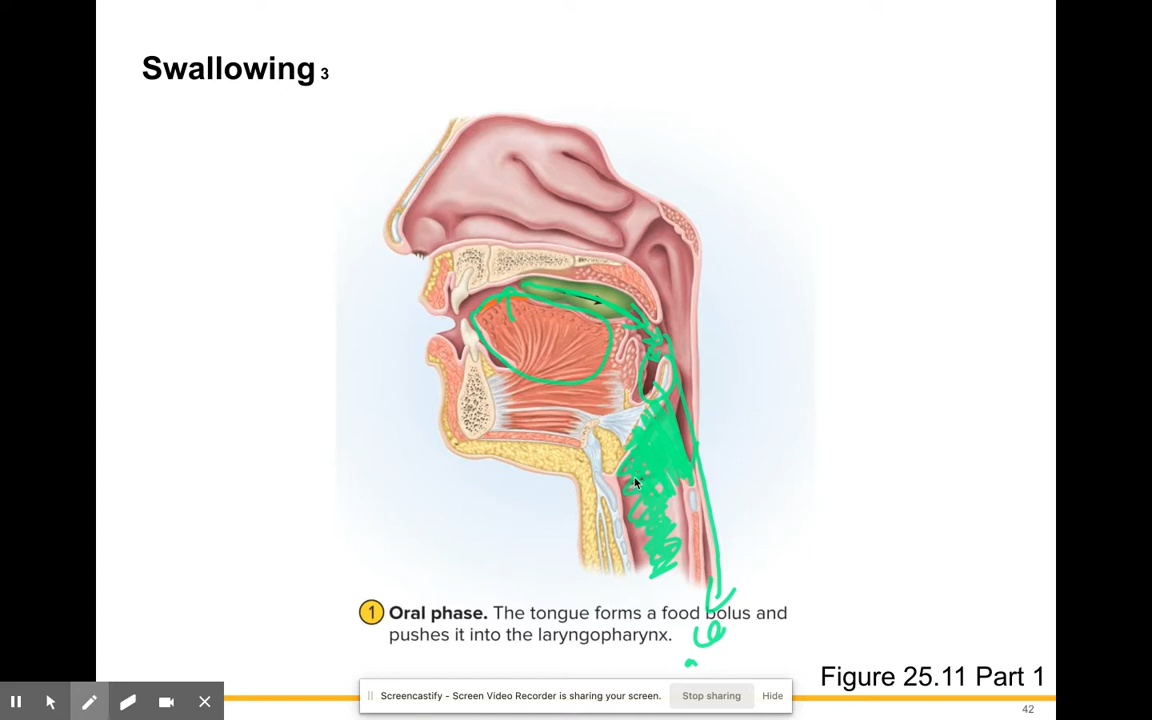 Swallowing 3
1 Oral phase. The tongue forms a food bolus and
pushes it into the laryngopharynx.
Figure 25.11 Part 1
Screencastify - Screen Video Recorder is sharing your screen. Stop sharing Hide
42